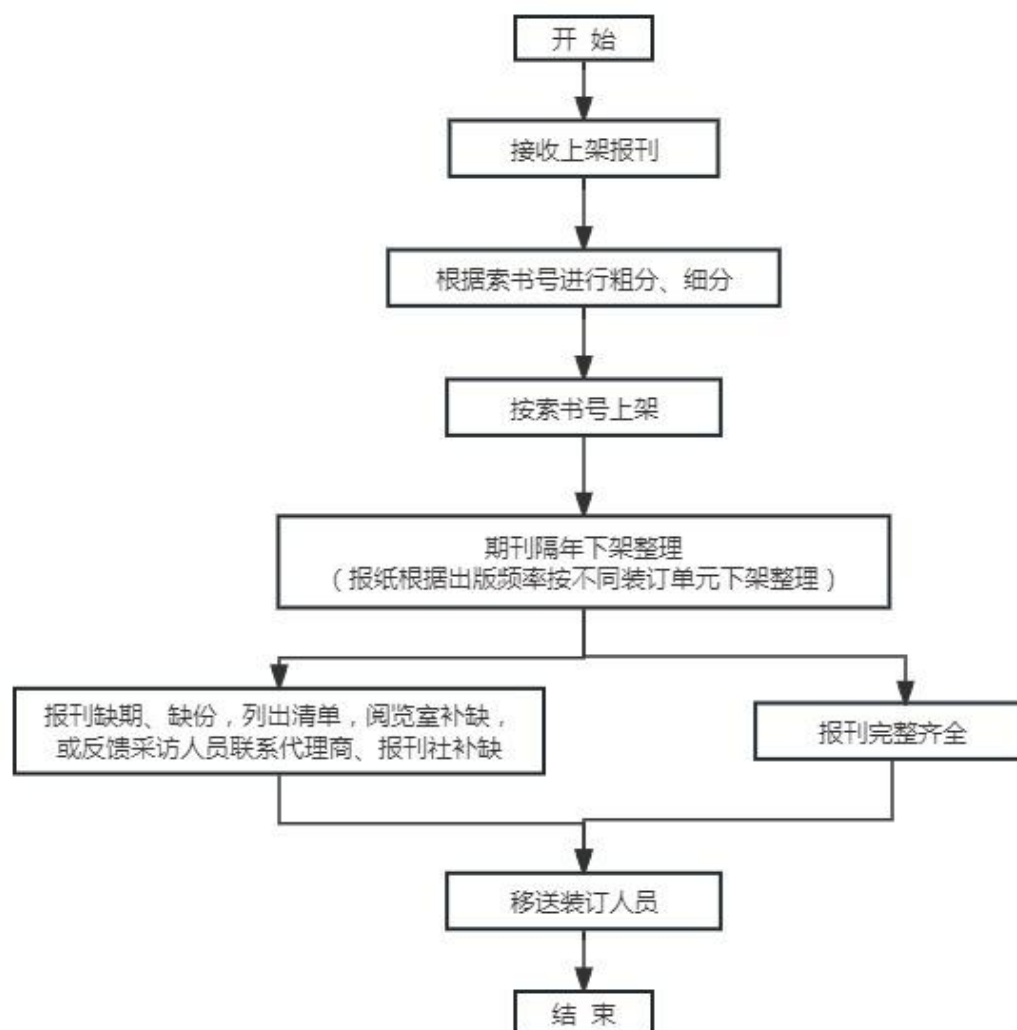 开 始
接收上架报刊
根据索书号进行粗分、细分
按索书号上架
期刊隔年下架整理
（报纸根据出版频率按不同装订单元下架整理）
报刊缺期、缺份，列出清单，阅览室补缺，
或反馈采访人员联系代理商、报刊社补缺
报刊完整齐全
移送装订人员
结 束